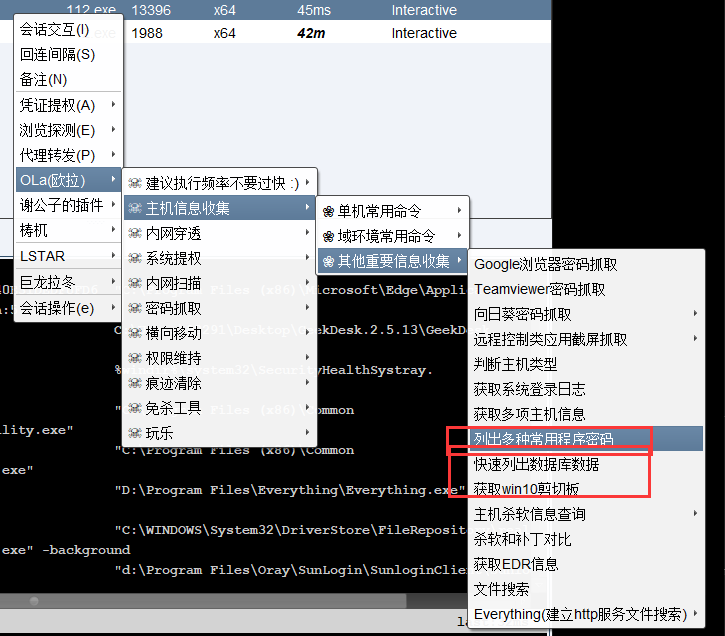 112.exe 13396 x64 45ms Interactive
exe 1988 x64 42m Interactive
会话交互(I)
回连间隔(S)
备注(N)
凭证提权(A)
浏览探测(E)
代理转发(P)
OLa(欧拉)
谢公子的插件
梼杌
LSTAR
巨龙拉冬
会话操作(e)
建议执行频率不要过快 :)
主机信息收集
内网穿透
系统提权
内网扫描
密码抓取
横向移动
权限维持
痕迹清除
免杀工具
玩乐
单机常用命令
域环境常用命令
其他重要信息收集
Google浏览器密码抓取
Teamviewer密码抓取
向日葵密码抓取
远程控制类应用截屏抓取
判断主机类型
获取系统登录日志
获取多项主机信息
列出多种常用程序密码
快速列出数据库数据
获取win10剪切板
主机杀软信息查询
杀软和补丁对比
获取EDR信息
文件搜索
Everything(建立http服务文件搜索)
Files (x86)\Microsoft\Edge\Applic
291\Desktop\GeekDesk.2.5.13\GeekDesk
system32\SecurityHealthSystray.
Files (x86)\Common
lity.exe"
"C:\Program Files (x86)\Common
exe"
"D:\Program Files\Everything\Everything.exe"
"C:\WINDOWS\System32\DriverStore\FileReposit
exe" -background
"d:\Program Files\Oray\SunLogin\SunloginClie